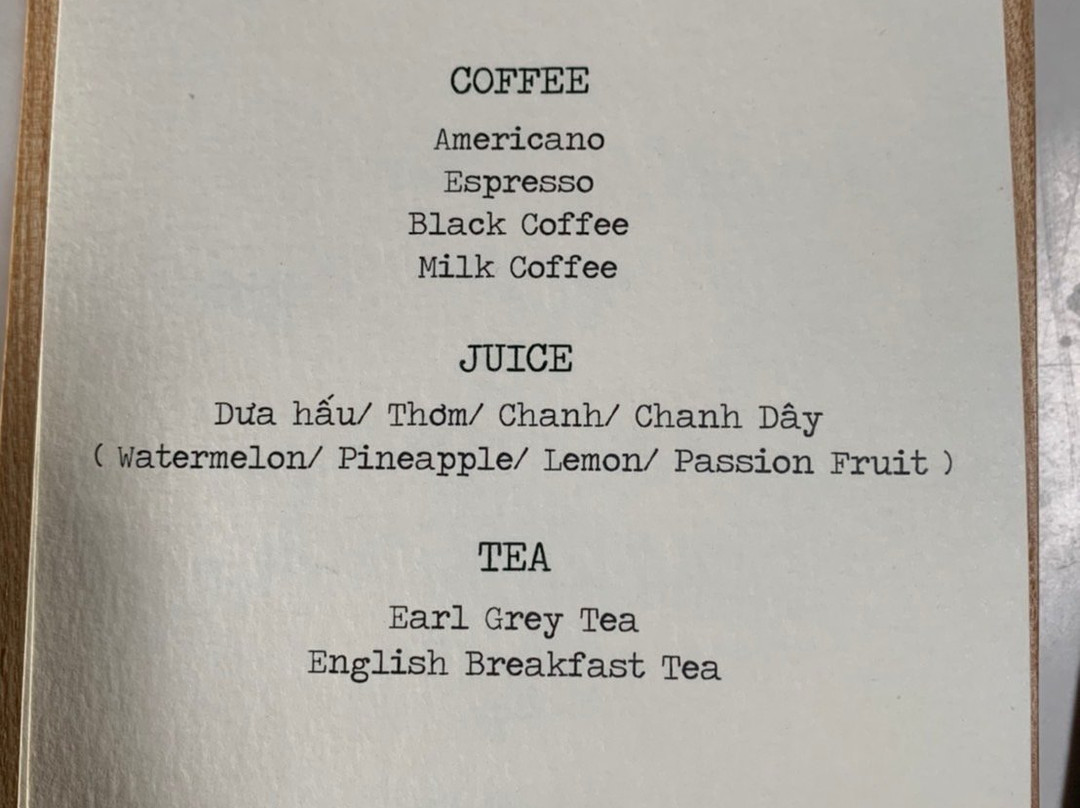 COFFEE
Americano
Espresso
Black Coffee
Milk Coffee
JUICE
Dưa hấu/ Thơm/ Chanh/ Chanh Dây
( Watermelon/ Pineapple/ Lemon/ Passion Fruit )
TEA
Earl Grey Tea
English Breakfast Tea